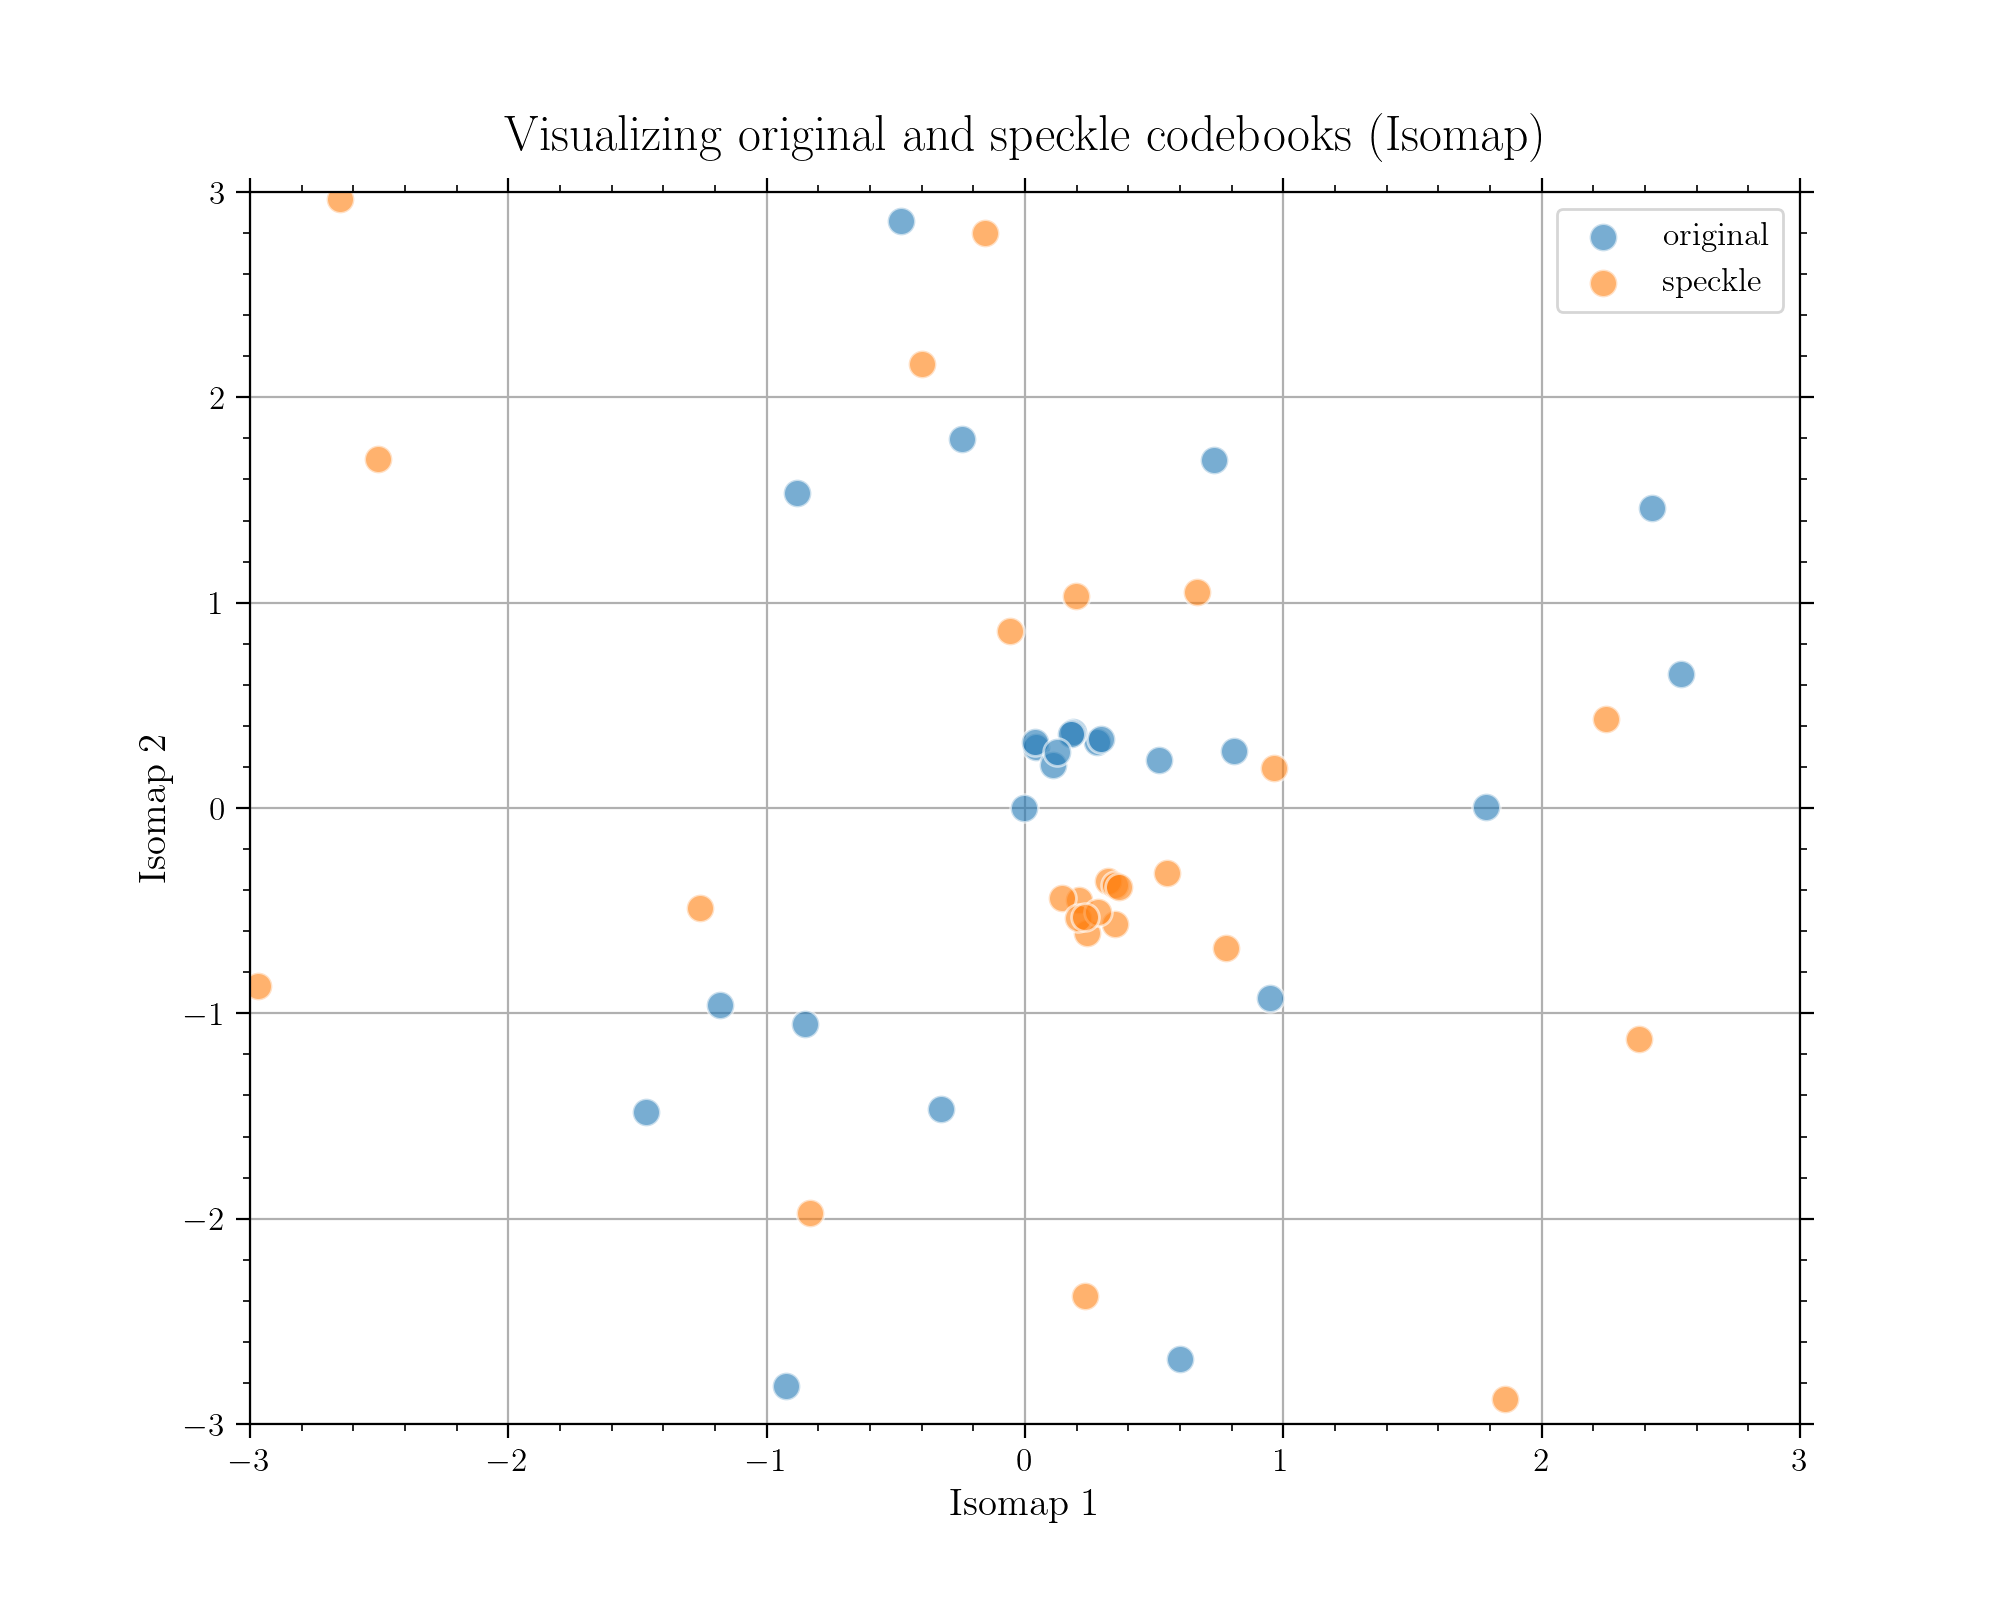 Visualizing original and speckle codebooks (Isomap)
original
speckle
3
2
1
0
−1
−2
−3
Isomap 2
−3
−2
−1
0
1
2
3
Isomap 1